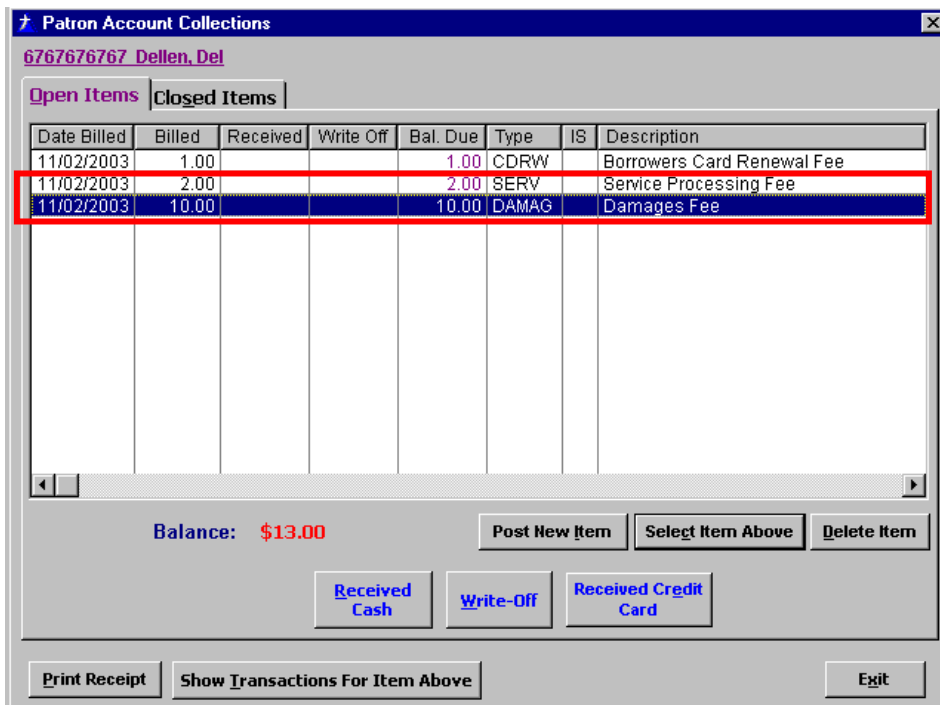 Patron Account Collections
6767676767 Dellen, Del
Open Items Closed Items
Date Billed Billed Received Write Off Bal. Due Type IS Description
11/02/2003 1.00 1.00 CDRW Borrowers Card Renewal Fee
11/02/2003 2.00 2.00 SERV Service Processing Fee
11/02/2003 10.00 10.00 DAMAG Damages Fee
Balance: $13.00 Post New Item Select Item Above Delete Item
Received Cash Write-Off Received Credit Card
Print Receipt Show Transactions For Item Above Exit